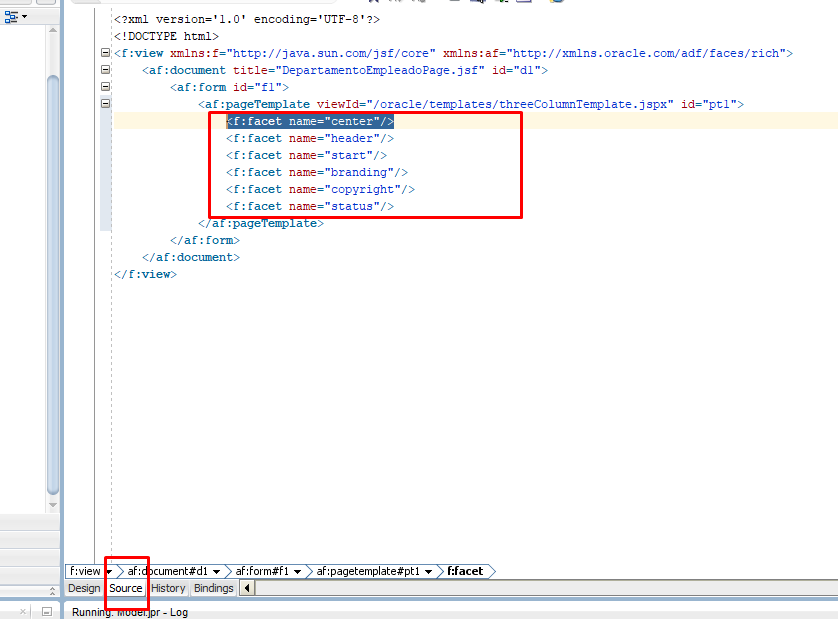 <?xml version='1.0' encoding='UTF-8'?>
<!DOCTYPE html>
<f:view xmlns:f="http://java.sun.com/jsf/core" xmlns:af="http://xmlns.oracle.com/adf/faces/rich">
<af:document title="DepartamentoEmpleadoPage.jsf" id="d1">
<af:form id="f1">
<af:pageTemplate viewId="/oracle/templates/threeColumnTemplate.jspx" id="pt1">
<f:facet name="center"/>
<f:facet name="header"/>
<f:facet name="start"/>
<f:facet name="branding"/>
<f:facet name="copyright"/>
<f:facet name="status"/>
</af:pageTemplate>
</af:form>
</af:document>
</f:view>
f:view af:document#d1 af:form#f1 af:pagetemplate#pt1 f:facet
Design Source History Bindings
Running: Model.jpr - Log